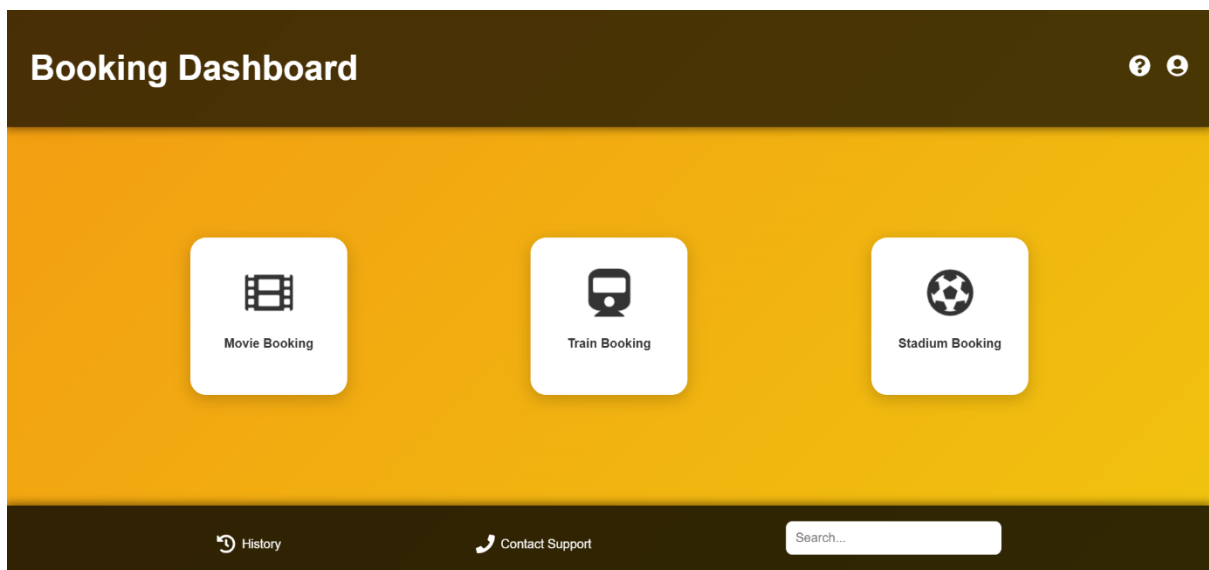 Booking Dashboard
Movie Booking
Train Booking
Stadium Booking
History
Contact Support
Search...